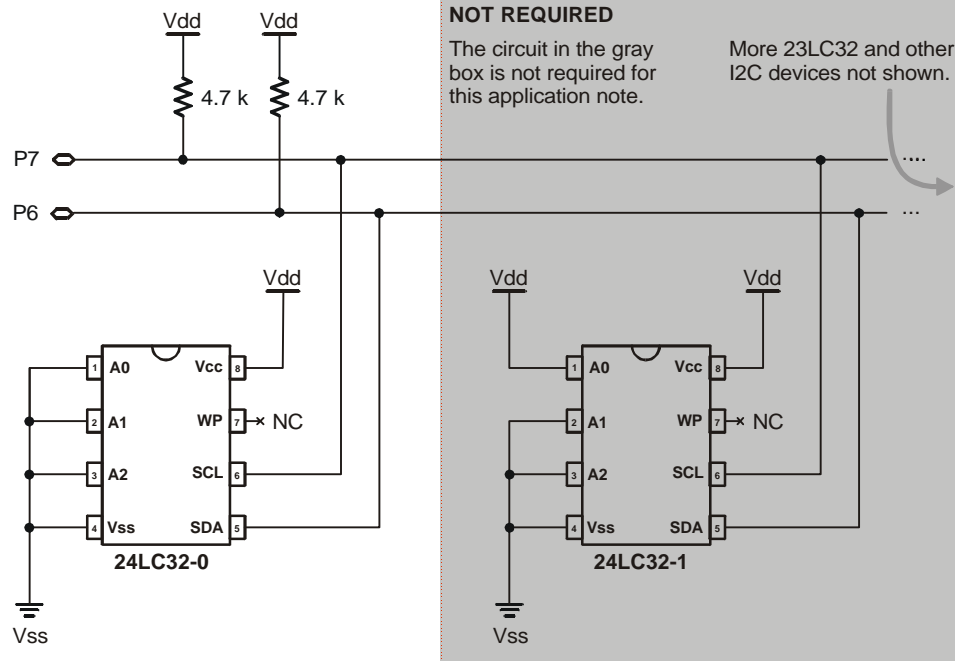 Vdd
Vdd
4.7 k
4.7 k
P7
P6
NOT REQUIRED
The circuit in the gray
box is not required for
this application note.
More 23LC32 and other
I2C devices not shown.
....
...
Vdd
1 A0
Vcc 8
2 A1
WP 7
NC
3 A2
SCL 6
4 Vss
SDA 5
24LC32-0
Vss
Vdd
Vdd
1 A0
Vcc 8
2 A1
WP 7
NC
3 A2
SCL 6
4 Vss
SDA 5
24LC32-1
Vss